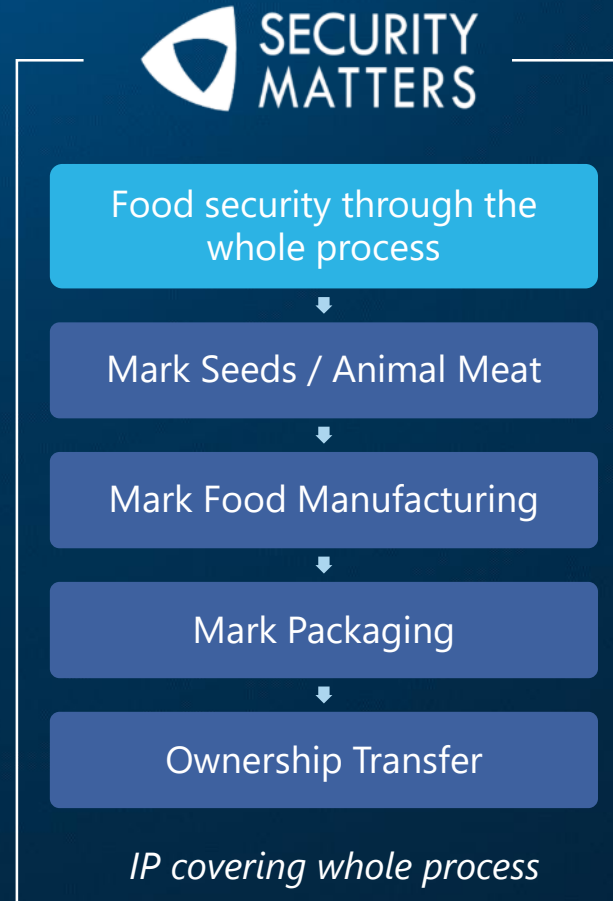 SECURITY
MATTERS
Food security through the
whole process
Mark Seeds / Animal Meat
Mark Food Manufacturing
Mark Packaging
Ownership Transfer
IP covering whole process